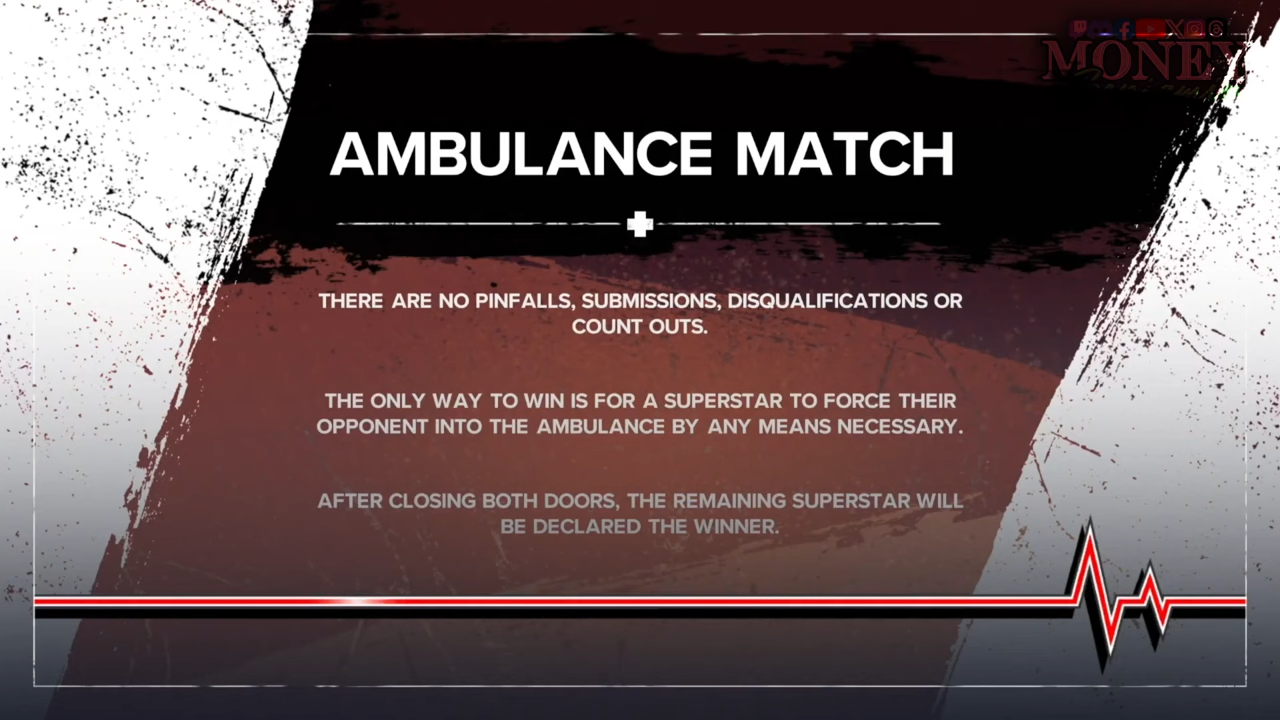 MONEY
AMBULANCE MATCH
THERE ARE NO PINFALLS, SUBMISSIONS, DISQUALIFICATIONS OR
COUNT OUTS.
THE ONLY WAY TO WIN IS FOR A SUPERSTAR TO FORCE THEIR
OPPONENT INTO THE AMBULANCE BY ANY MEANS NECESSARY.
AFTER CLOSING BOTH DOORS, THE REMAINING SUPERSTAR WILL
BE DECLARED THE WINNER.